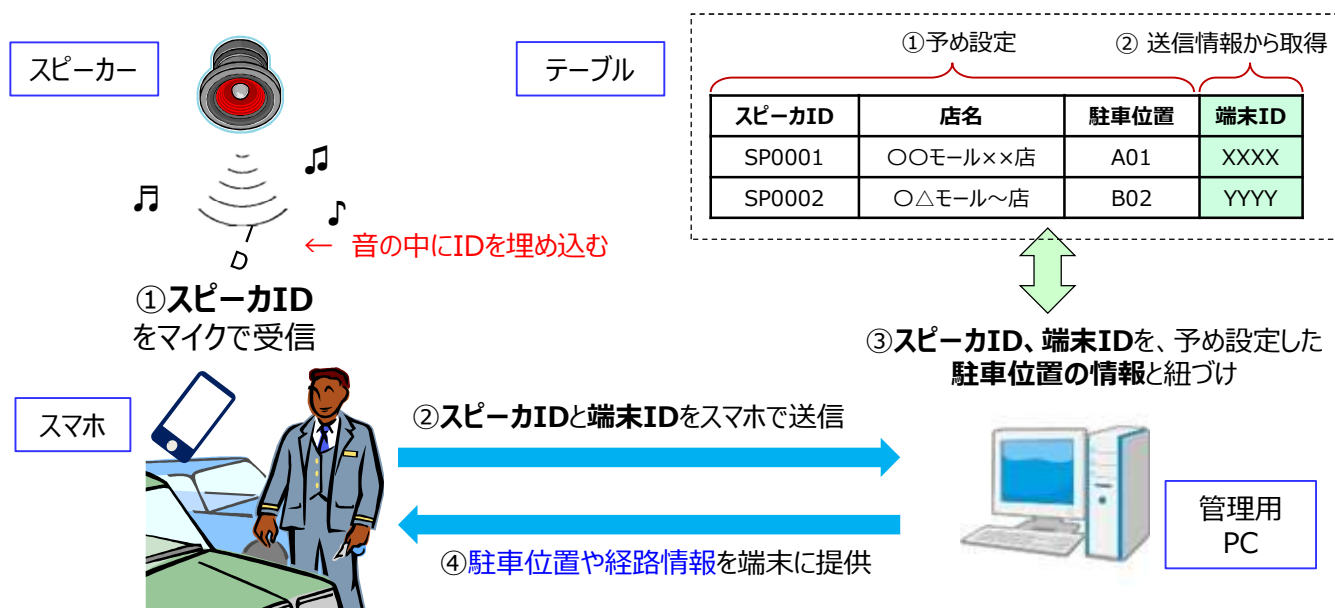 スピーカー
テーブル
①予め設定
② 送信情報から取得
スピーカID 店名 駐車位置 端末ID
SP0001 〇〇モール××店 A01 XXXX
SP0002 〇△モール～店 B02 YYYY
I
D
← 音の中にIDを埋め込む
①スピーカID
をマイクで受信
③スピーカID、端末IDを、予め設定した
駐車位置の情報と紐づけ
スマホ
②スピーカIDと端末IDをスマホで送信
管理用
PC
④駐車位置や経路情報を端末に提供